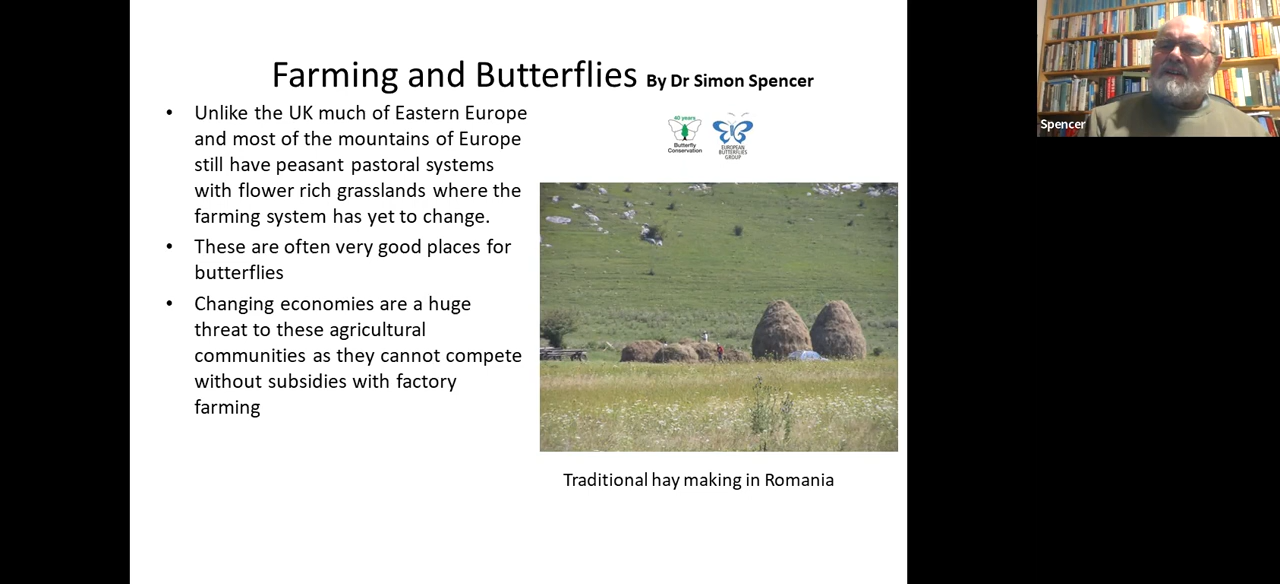 Farming and Butterflies By Dr Simon Spencer
• Unlike the UK much of Eastern Europe
and most of the mountains of Europe
still have peasant pastoral systems
with flower rich grasslands where the
farming system has yet to change.
• These are often very good places for
butterflies
• Changing economies are a huge
threat to these agricultural
communities as they cannot compete
without subsidies with factory
farming
40 years
Butterfly
Conservation
EUROPEAN
BUTTERFLIES
GROUP
Traditional hay making in Romania
Spencer